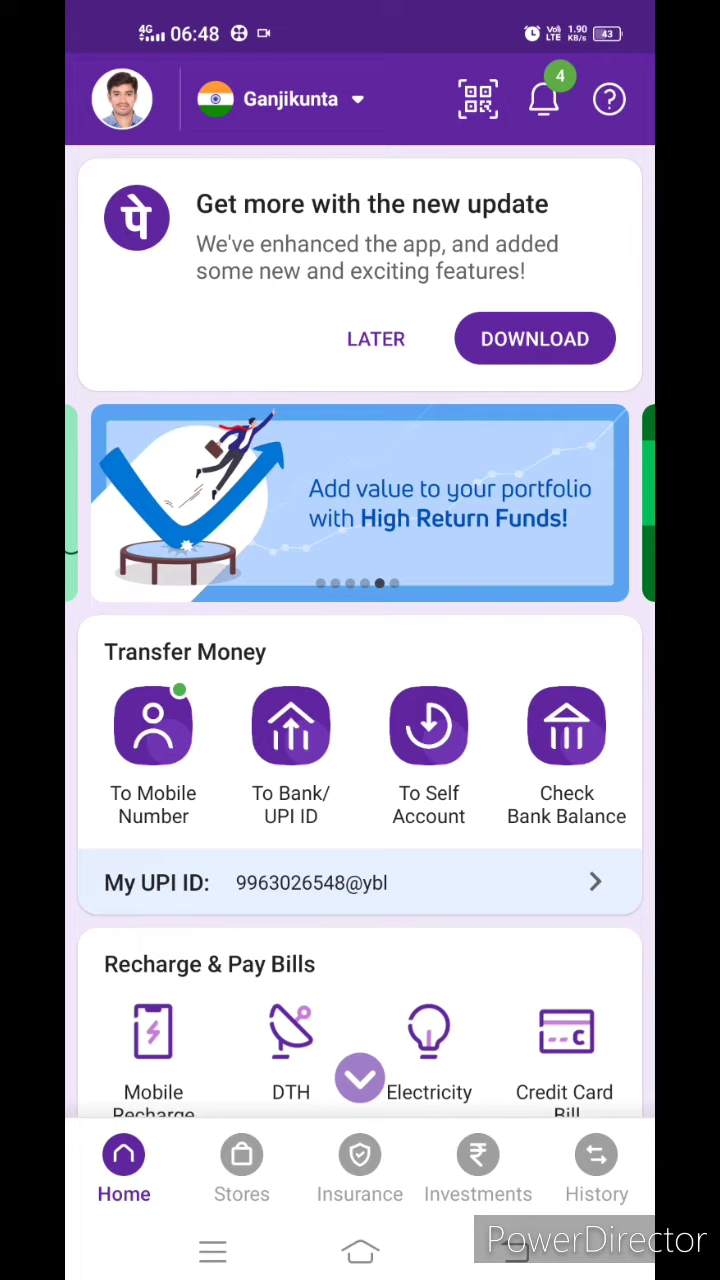 4G 06:48 Vo)) LTE 1.90 KB/s 43
Ganjikunta 4
पे
Get more with the new update
We've enhanced the app, and added
some new and exciting features!
LATER DOWNLOAD
Add value to your portfolio
with High Return Funds!
Transfer Money
To Mobile
Number
To Bank/
UPI ID
To Self
Account
Check
Bank Balance
My UPI ID: 9963026548@ybl
Recharge & Pay Bills
Mobile
Recharge
DTH
Electricity
Credit Card
Bill
Home Stores Insurance Investments History
PowerDirector